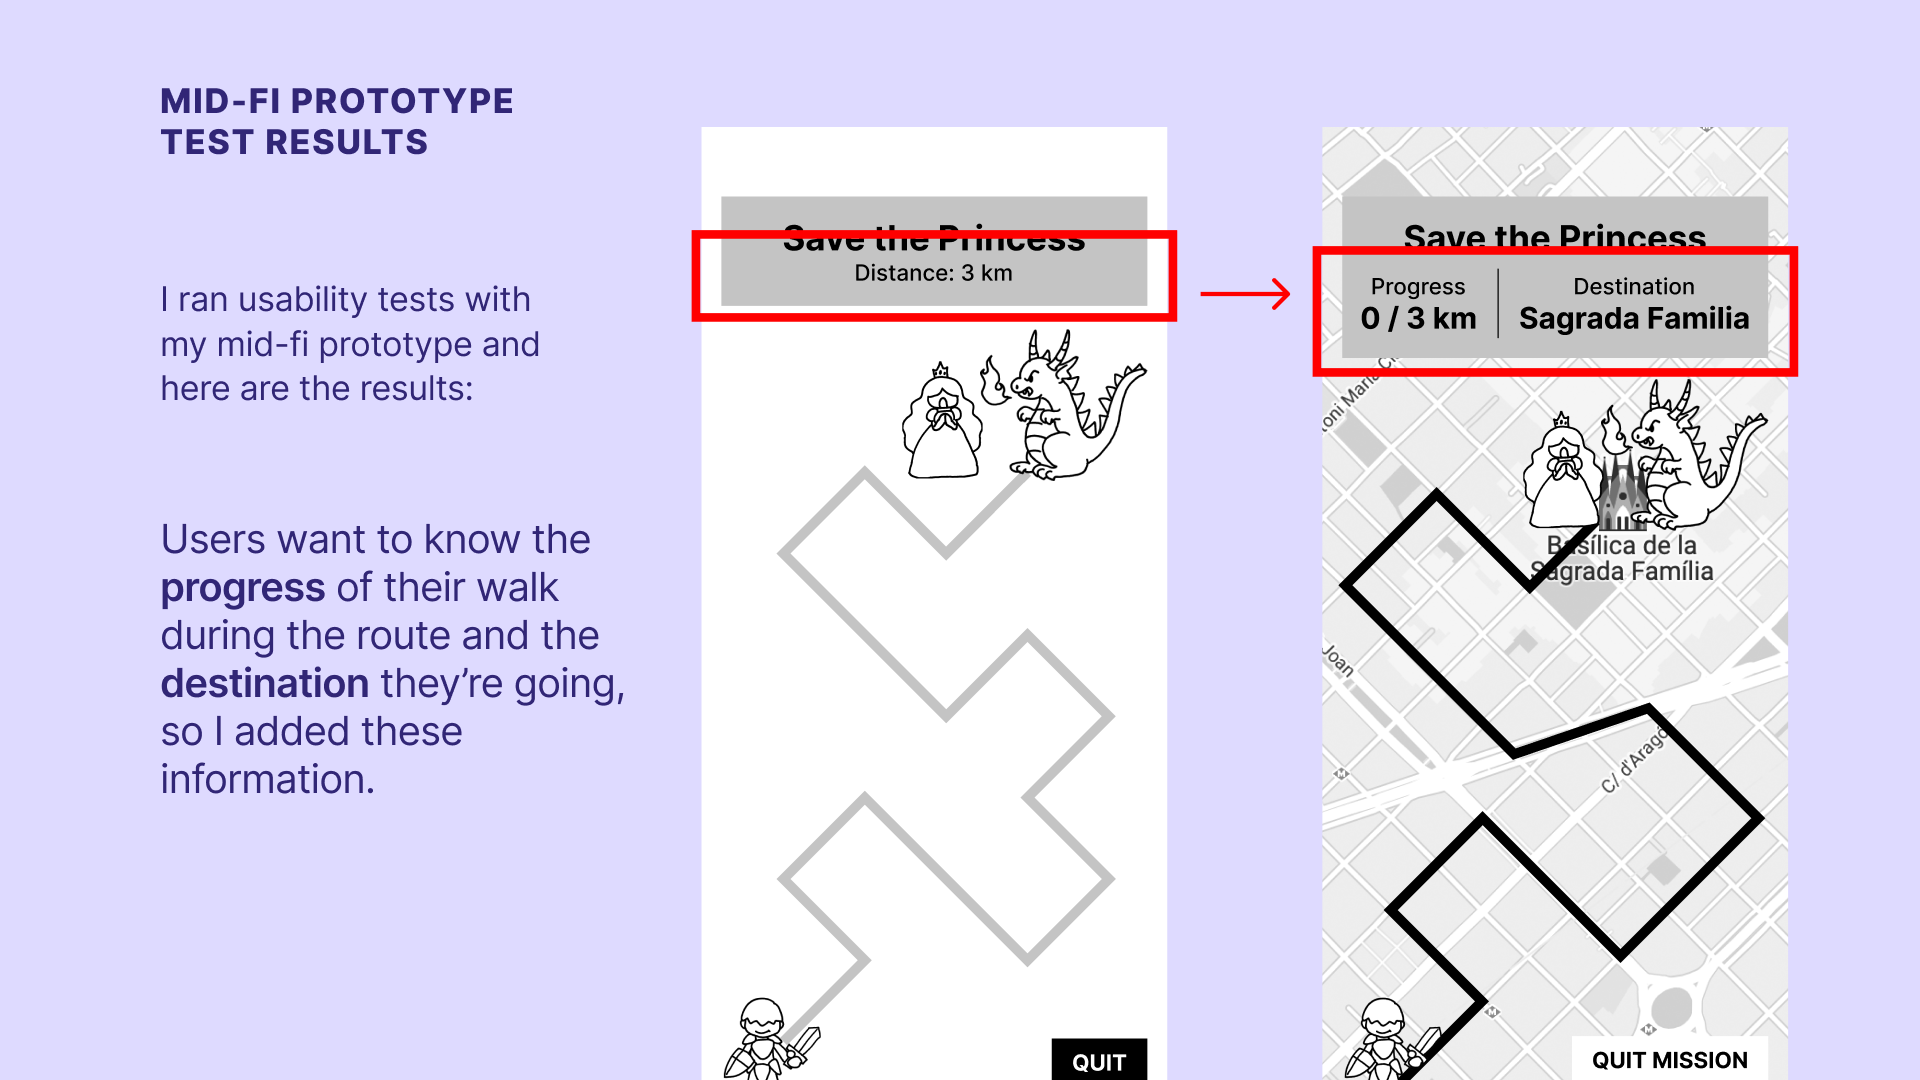 MID-FI PROTOTYPE
TEST RESULTS
I ran usability tests with
my mid-fi prototype and
here are the results:
Users want to know the
progress of their walk
during the route and the
destination they’re going,
so I added these
information.
Save the Princess
Distance: 3 km
QUIT
Save the Princess
Progress
0 / 3 km
Destination
Sagrada Familia
toni Maria
Basílica de la
Sagrada Família
Joan
C/ d'Aragó
QUIT MISSION